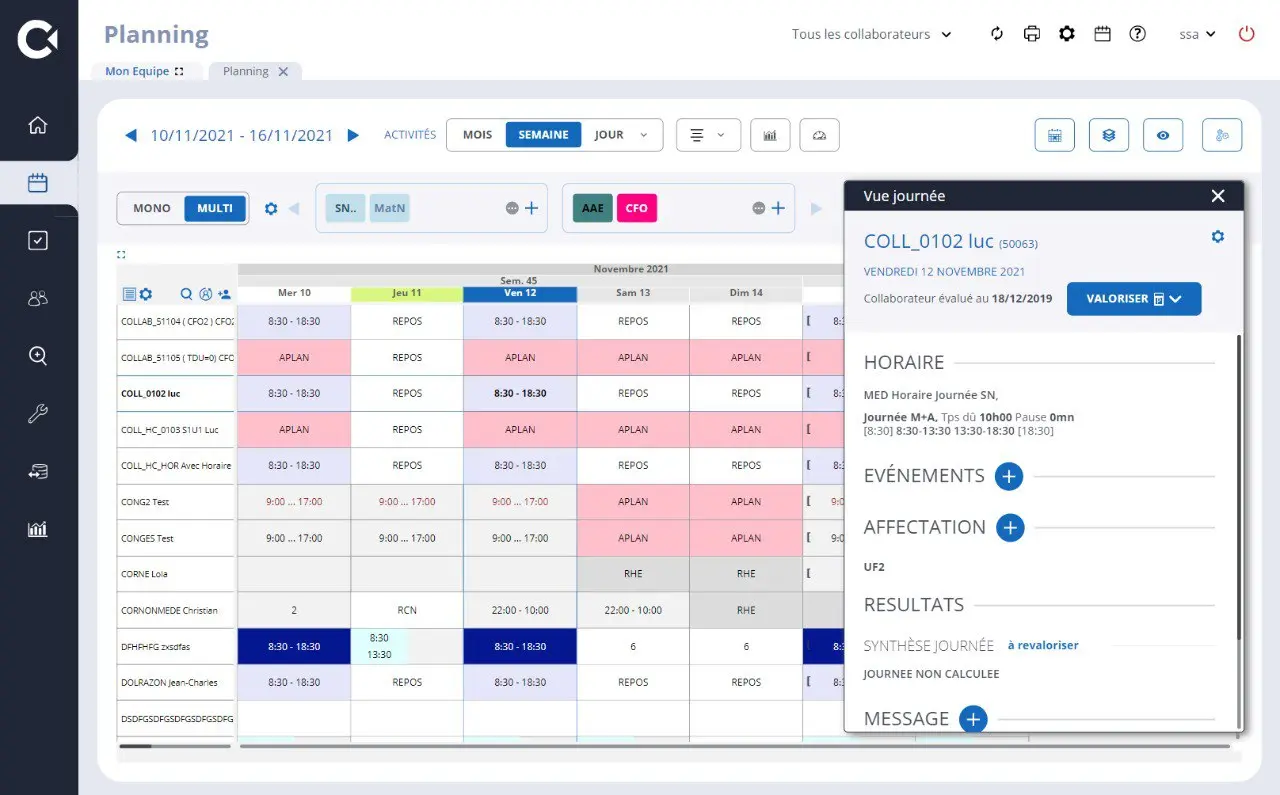 Planning
Tous les collaborateurs
ssa
Mon Equipe
Planning
10/11/2021 - 16/11/2021
ACTIVITÉS
MOIS
SEMAINE
JOUR
MONO
MULTI
SN..
MatN
AAE
CFO
Novembre 2021
Sem. 45
Mer 10 Jeu 11 Ven 12 Sam 13 Dim 14
COLLAB_51104 ( CFO2 ) CFO2 8:30 - 18:30 REPOS 8:30 - 18:30 REPOS REPOS [ 8:
COLLAB_51105 ( TDU=0) CFO APLAN REPOS APLAN APLAN APLAN [
COLL_0102 luc 8:30 - 18:30 REPOS 8:30 - 18:30 REPOS REPOS [ 8:
COLL_HC_0103 S1U1 Luc APLAN REPOS APLAN APLAN APLAN [
COLL_HC_HOR Avec Horaire 8:30 - 18:30 REPOS 8:30 - 18:30 REPOS REPOS [ 8:
CONG2 Test 9:00 ... 17:00 9:00 ... 17:00 9:00 ... 17:00 APLAN APLAN [ 9:0
CONGES Test 9:00 ... 17:00 9:00 ... 17:00 9:00 ... 17:00 APLAN APLAN [ 9:0
CORNE Lola RHE RHE [
CORNONMEDE Christian 2 RCN 22:00 - 10:00 22:00 - 10:00 RHE
DFHFHFG zxsdfas 8:30 - 18:30 8:30 8:30 - 18:30 6 6 8:
13:30
DOLRAZON Jean-Charles 8:30 - 18:30 REPOS 8:30 - 18:30 REPOS REPOS [ 8:
DSDFGSDFGSDFGSDFGSDFG
Vue journée
COLL_0102 luc (50063)
VENDREDI 12 NOVEMBRE 2021
Collaborateur évalué au 18/12/2019
VALORISER
HORAIRE
MED Horaire Journée SN,
Journée M+A, Tps dû 10h00 Pause 0mn
[8:30] 8:30-13:30 13:30-18:30 [18:30]
EVÉNEMENTS
AFFECTATION
UF2
RESULTATS
SYNTHÈSE JOURNÉE à revaloriser
JOURNEE NON CALCULEE
MESSAGE